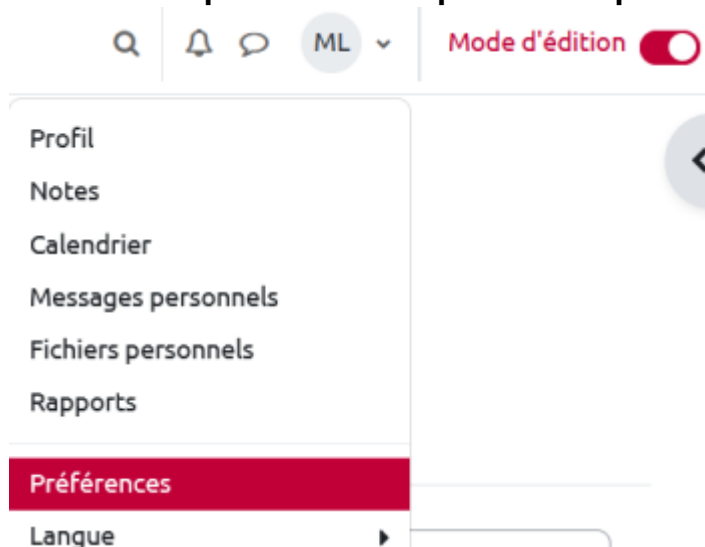 ML
Mode d'édition
Profil
Notes
Calendrier
Messages personnels
Fichiers personnels
Rapports
Préférences
Langue